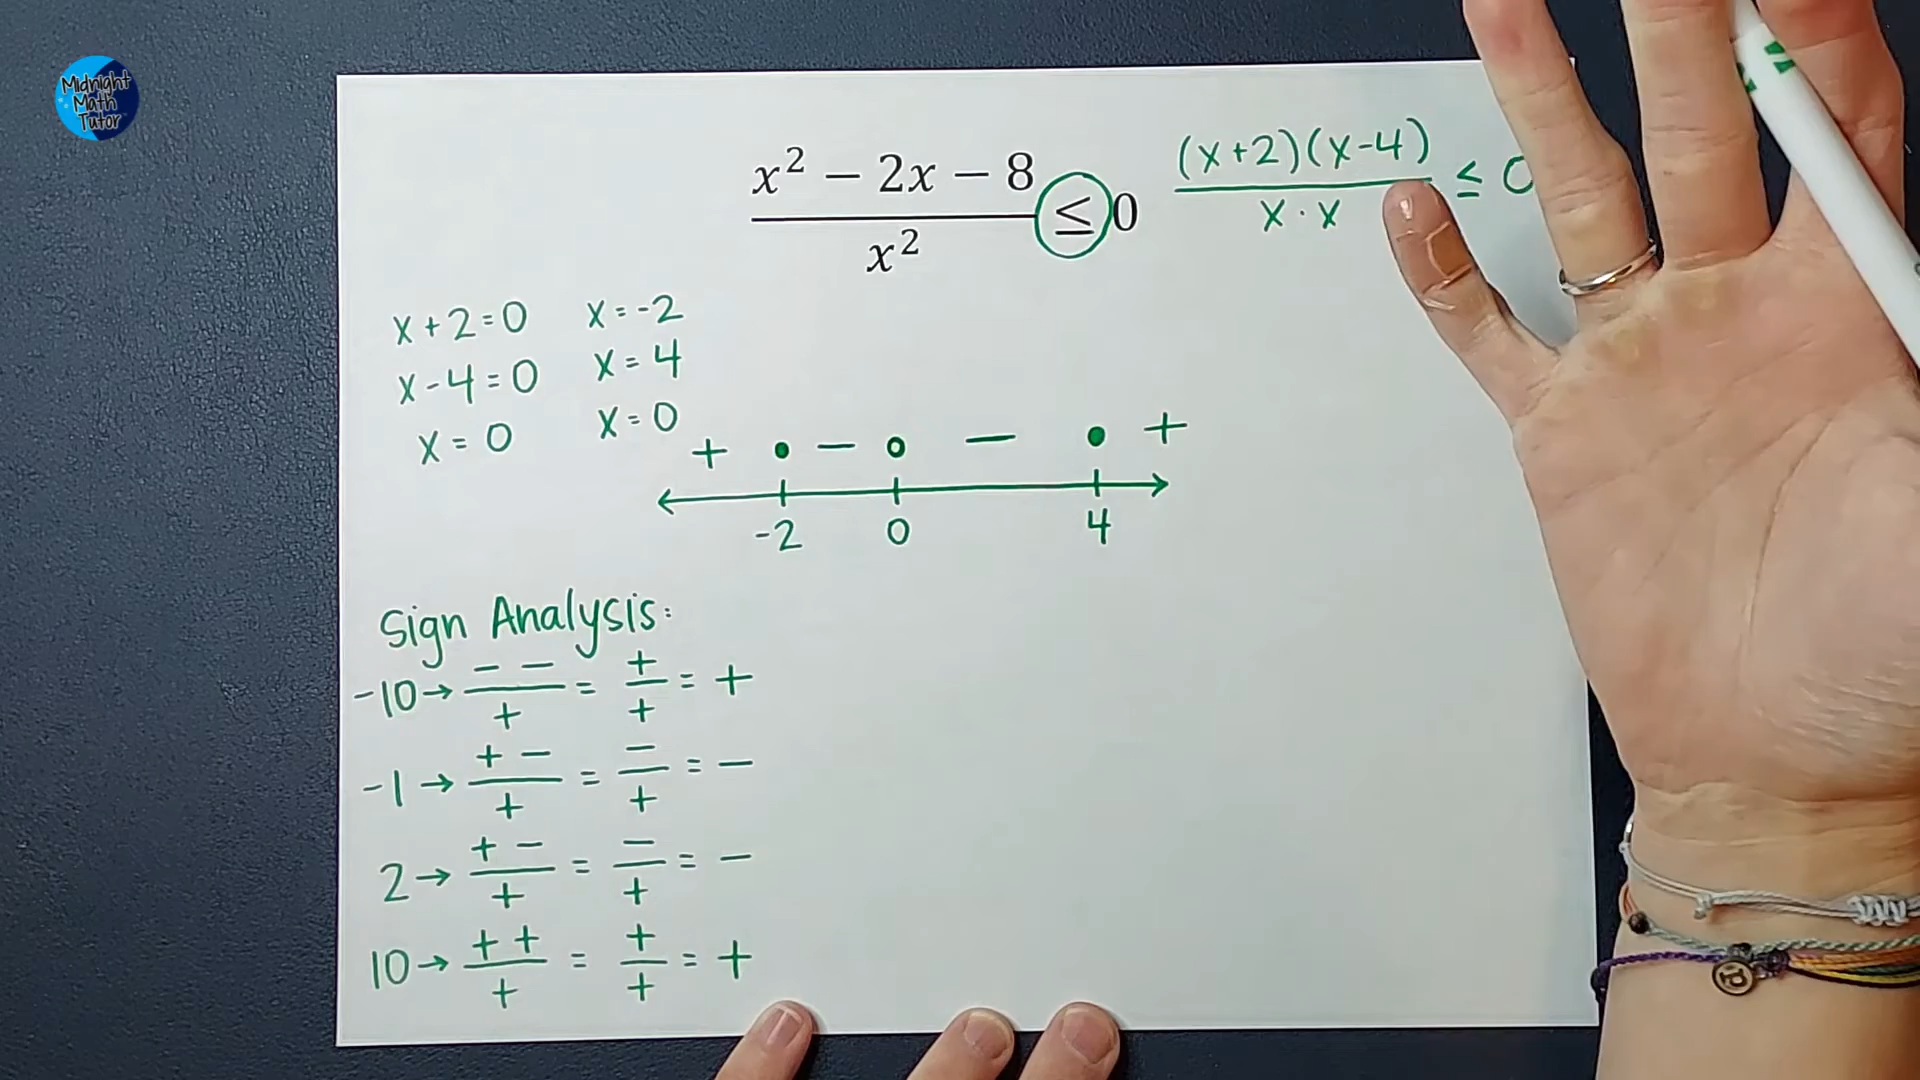 Midnight
Math
Tutor
x² − 2x − 8
x²
≤ 0
(x+2)(x-4)
x · x
≤ 0
x+2=0 x=-2
x-4=0 x=4
x=0 x=0
+ • − ∘ − • +
-2 0 4
Sign Analysis:
-10→ − −/+ = +/+ = +
-1→ + −/+ = −/+ = −
2→ + −/+ = −/+ = −
10→ + +/+ = +/+ = +